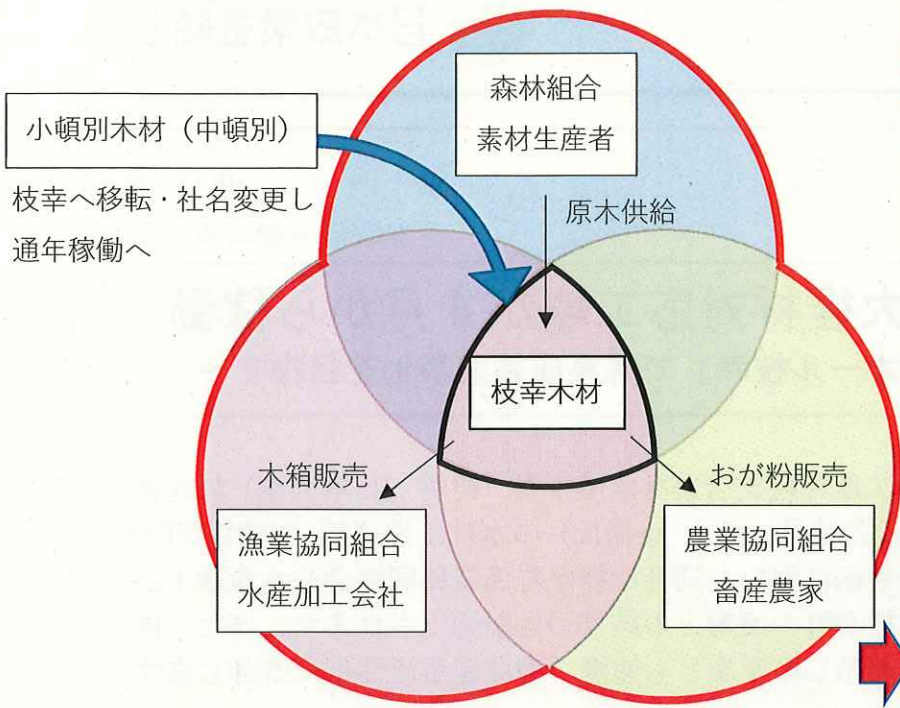 森林組合
素材生産者
小頓別木材（中頓別）
枝幸へ移転・社名変更し
通年稼働へ
原木供給
枝幸木材
木箱販売
おが粉販売
漁業協同組合
水産加工会社
農業協同組合
畜産農家